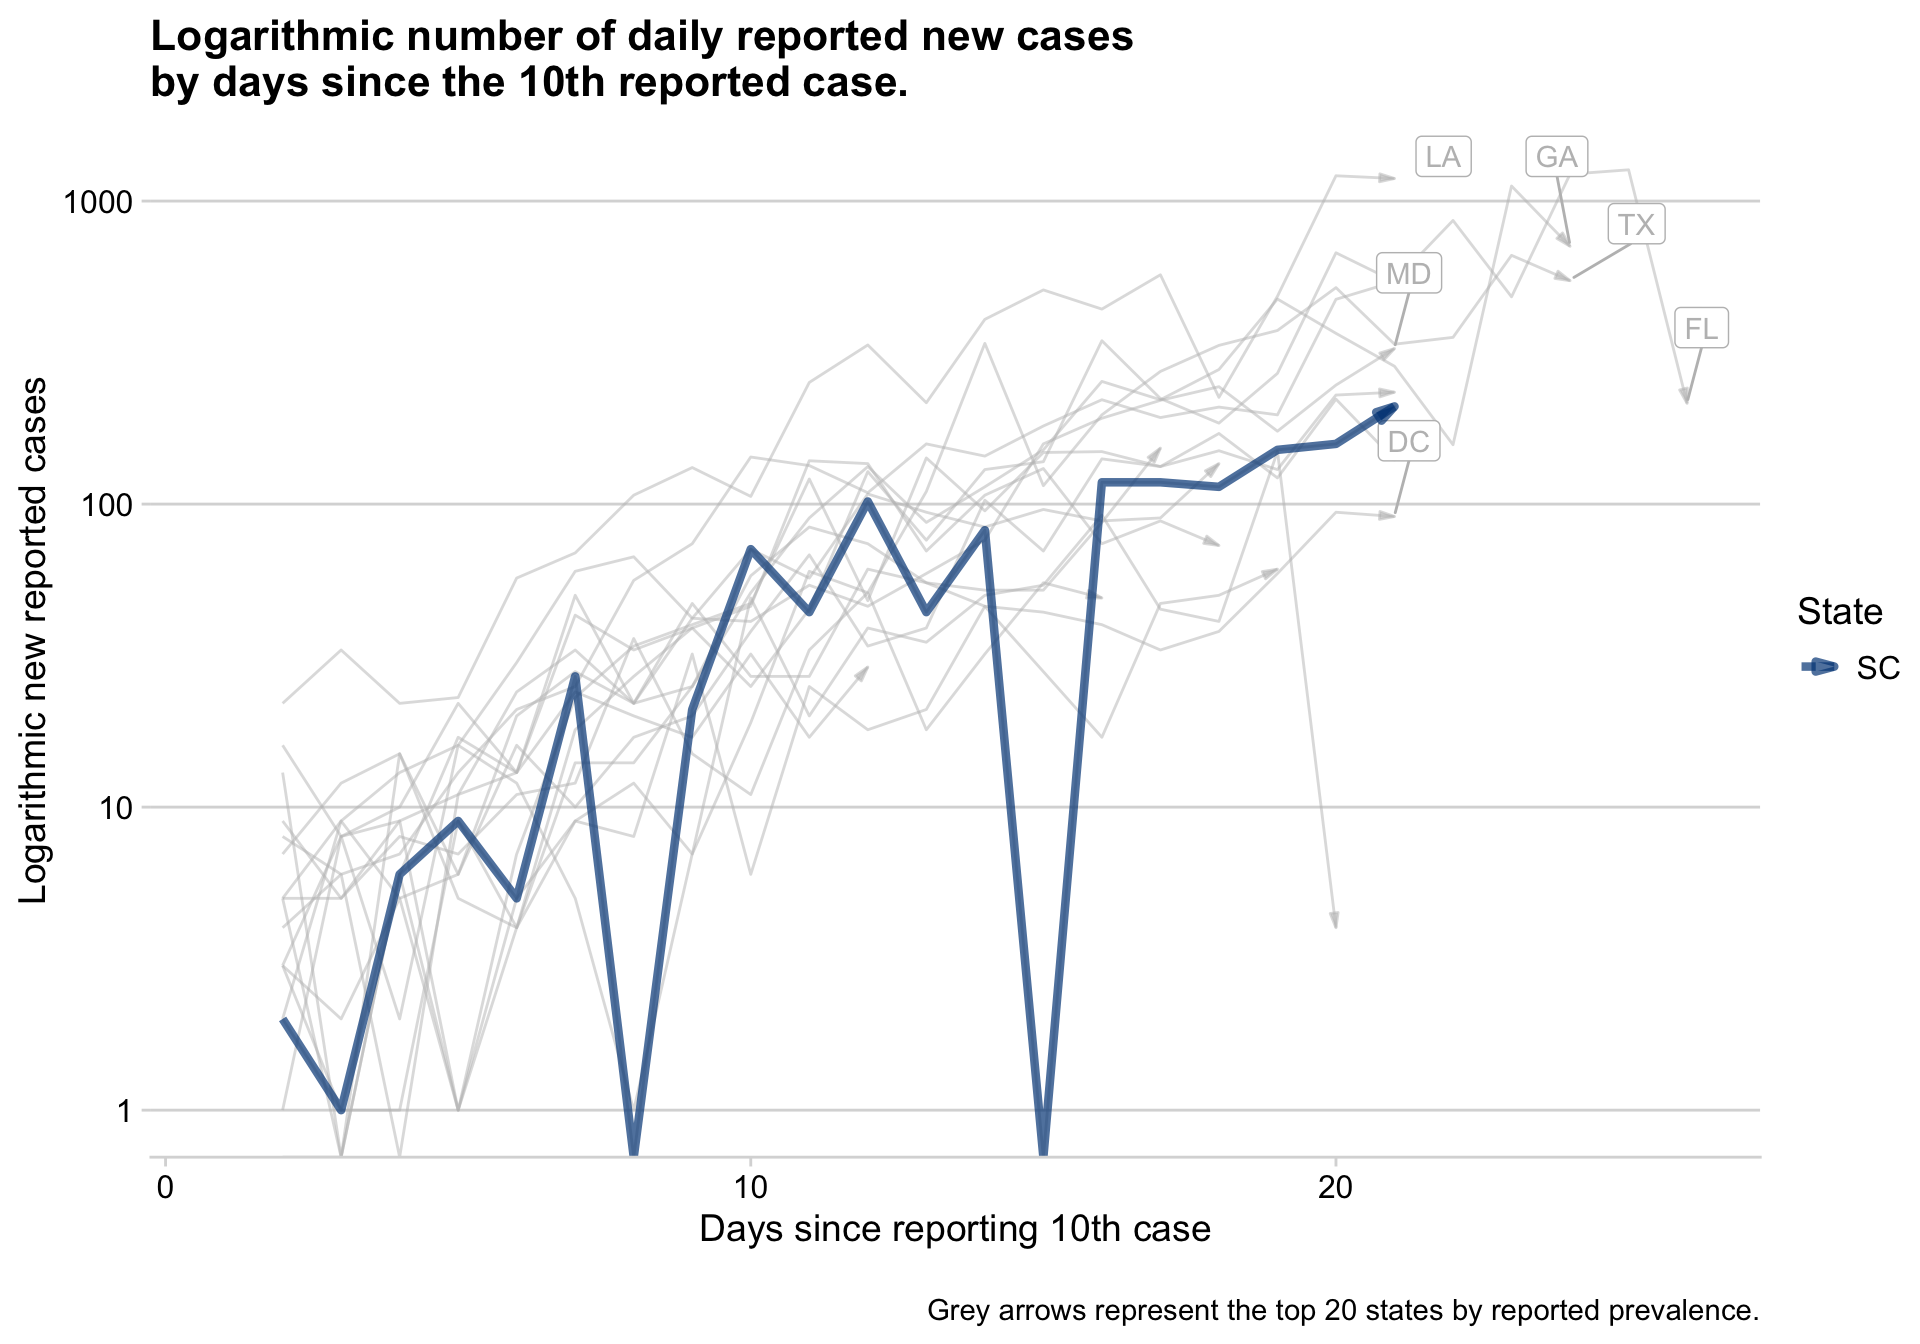 Logarithmic number of daily reported new cases
by days since the 10th reported case.
LA
GA
1000
TX
MD
FL
DC
100
10
1
0
10
20
Logarithmic new reported cases
Days since reporting 10th case
State
SC
Grey arrows represent the top 20 states by reported prevalence.